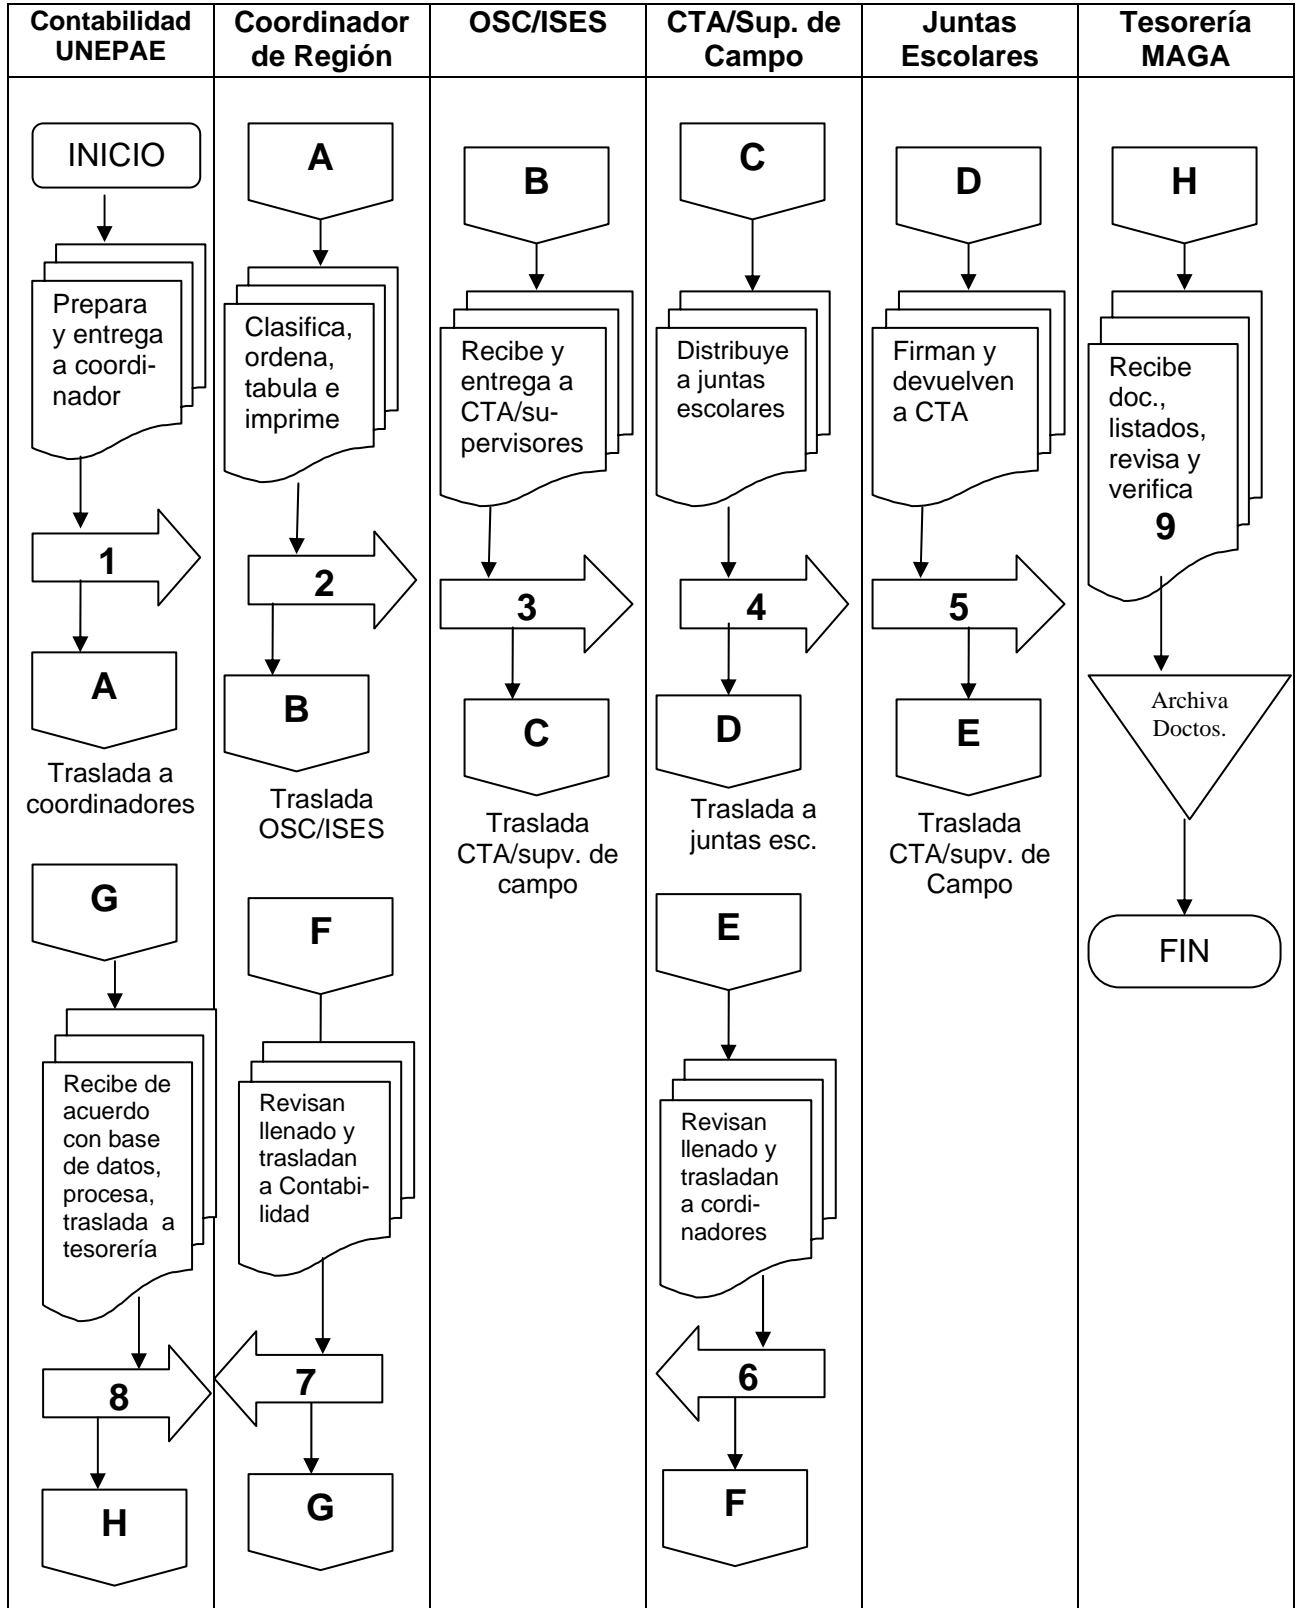 Contabilidad
UNEPAE
Coordinador
de Región
OSC/ISES
CTA/Sup. de
Campo
Juntas
Escolares
Tesorería
MAGA
INICIO
Prepara
y entrega
a coordi-
nador
1
A
Traslada a
coordinadores
G
Recibe de
acuerdo
con base
de datos,
procesa,
traslada a
tesorería
8
H
A
Clasifica,
ordena,
tabula e
imprime
2
B
Traslada
OSC/ISES
F
Revisan
llenado y
trasladan
a Contabi-
lidad
7
G
B
Recibe y
entrega a
CTA/su-
pervisores
3
C
Traslada
CTA/supv. de
campo
C
Distribuye
a juntas
escolares
4
D
Traslada a
juntas esc.
E
Revisan
llenado y
trasladan
a cordi-
nadores
6
F
D
Firman y
devuelven
a CTA
5
E
Traslada
CTA/supv. de
Campo
H
Recibe
doc.,
listados,
revisa y
verifica
9
Archiva
Doctos.
FIN